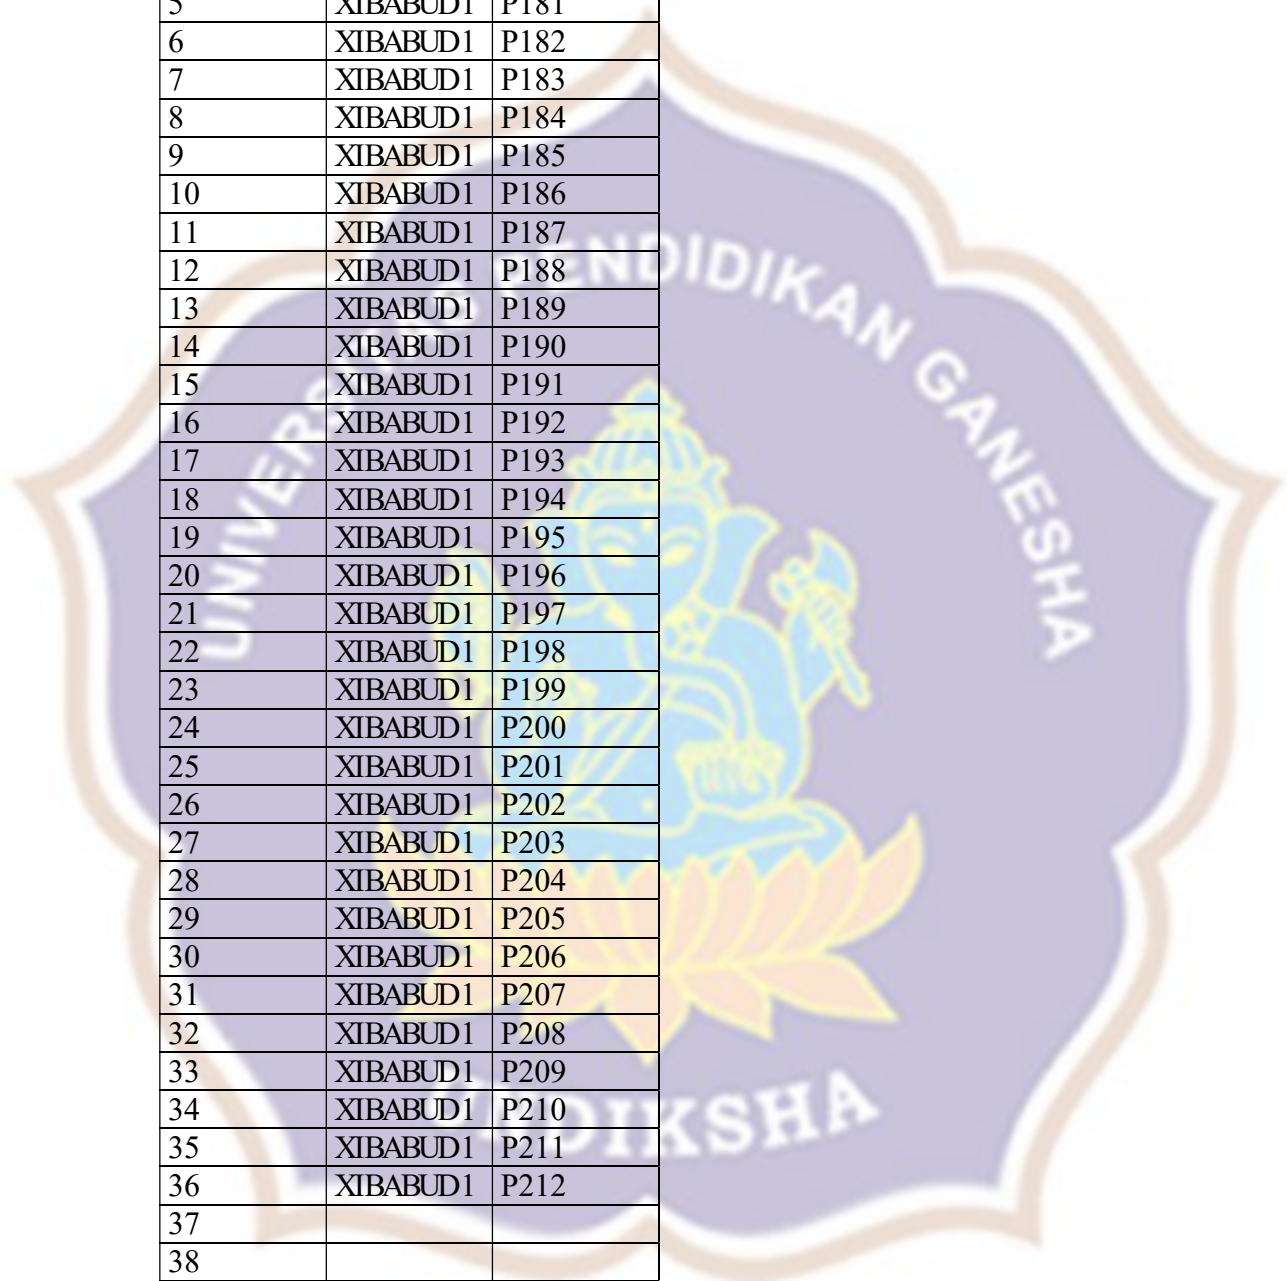 5 XIBABUD1 P181
6 XIBABUD1 P182
7 XIBABUD1 P183
8 XIBABUD1 P184
9 XIBABUD1 P185
10 XIBABUD1 P186
11 XIBABUD1 P187
12 XIBABUD1 P188
13 XIBABUD1 P189
14 XIBABUD1 P190
15 XIBABUD1 P191
16 XIBABUD1 P192
17 XIBABUD1 P193
18 XIBABUD1 P194
19 XIBABUD1 P195
20 XIBABUD1 P196
21 XIBABUD1 P197
22 XIBABUD1 P198
23 XIBABUD1 P199
24 XIBABUD1 P200
25 XIBABUD1 P201
26 XIBABUD1 P202
27 XIBABUD1 P203
28 XIBABUD1 P204
29 XIBABUD1 P205
30 XIBABUD1 P206
31 XIBABUD1 P207
32 XIBABUD1 P208
33 XIBABUD1 P209
34 XIBABUD1 P210
35 XIBABUD1 P211
36 XIBABUD1 P212
37
38
UNIVERSITAS PENDIDIKAN GANESHA
UNDIKSHA